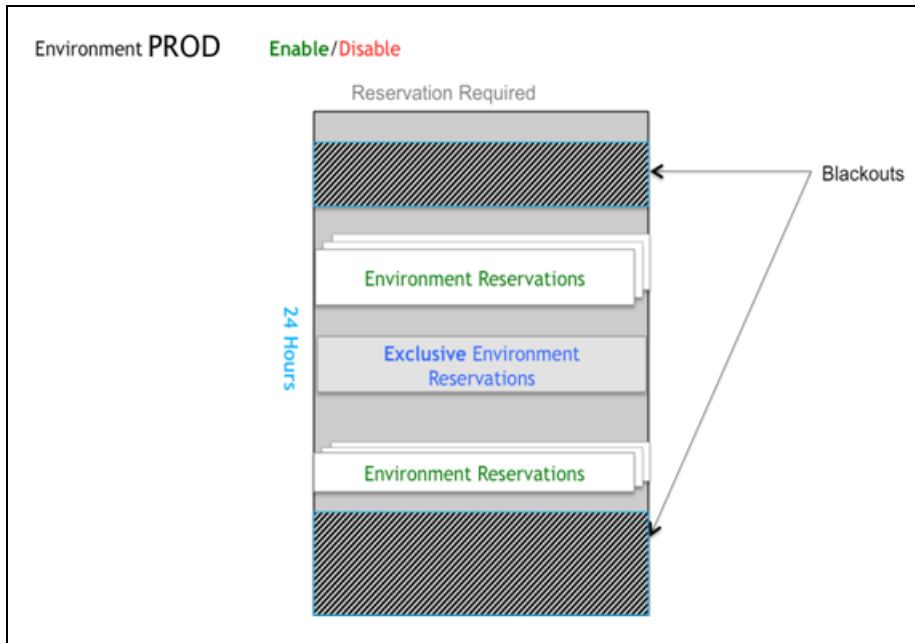 Environment PROD Enable/Disable
Reservation Required
Blackouts
Environment Reservations
24 Hours
Exclusive Environment
Reservations
Environment Reservations